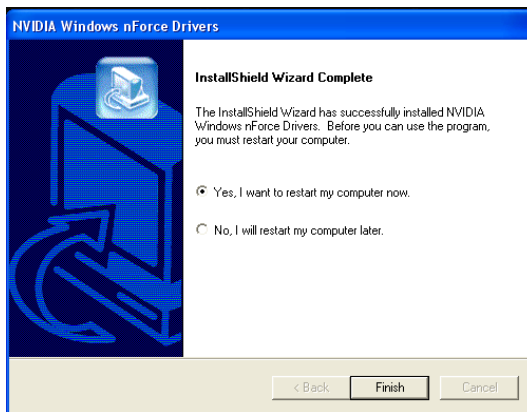 NVIDIA Windows nForce Drivers
InstallShield Wizard Complete
The InstallShield Wizard has successfully installed NVIDIA
Windows nForce Drivers. Before you can use the program,
you must restart your computer.
Yes, I want to restart my computer now.
No, I will restart my computer later.
< Back
Finish
Cancel